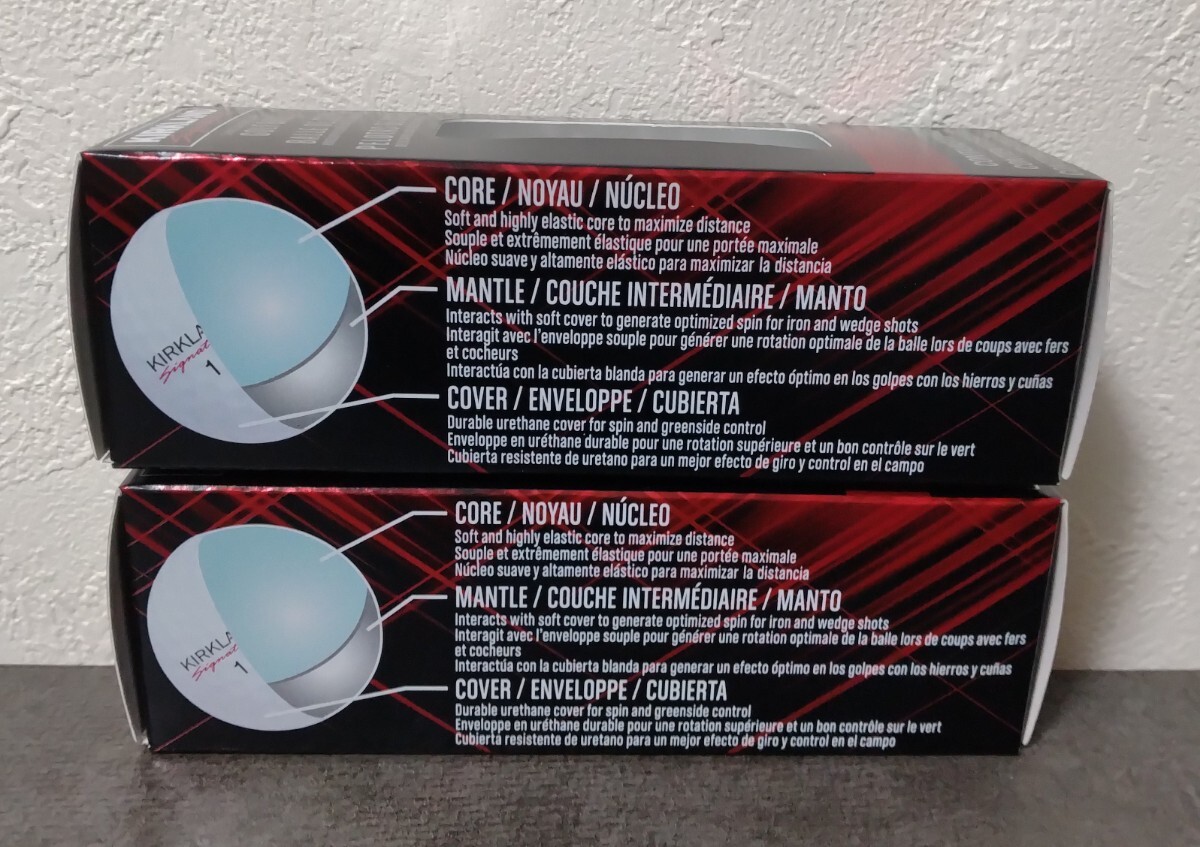 CORE / NOYAU / NÚCLEO
Soft and highly elastic core to maximize distance
Souple et extrêmement élastique pour une portée maximale
Núcleo suave y altamente elástico para maximizar la distancia
MANTLE / COUCHE INTERMÉDIAIRE / MANTO
Interacts with soft cover to generate optimized spin for iron and wedge shots
Interagit avec l'enveloppe souple pour générer une rotation optimale de la balle lors de coups avec fers
et cocheurs
Interactúa con la cubierta blanda para generar un efecto óptimo en los golpes con los hierros y cuñas
COVER / ENVELOPPE / CUBIERTA
Durable urethane cover for spin and greenside control
Enveloppe en uréthane durable pour une rotation supérieure et un bon contrôle sur le vert
Cubierta resistente de uretano para un mejor efecto de giro y control en el campo
KIRKLA
Signat
1
CORE / NOYAU / NÚCLEO
Soft and highly elastic core to maximize distance
Souple et extrêmement élastique pour une portée maximale
Núcleo suave y altamente elástico para maximizar la distancia
MANTLE / COUCHE INTERMÉDIAIRE / MANTO
Interacts with soft cover to generate optimized spin for iron and wedge shots
Interagit avec l'enveloppe souple pour générer une rotation optimale de la balle lors de coups avec fers
et cocheurs
Interactúa con la cubierta blanda para generar un efecto óptimo en los golpes con los hierros y cuñas
COVER / ENVELOPPE / CUBIERTA
Durable urethane cover for spin and greenside control
Enveloppe en uréthane durable pour une rotation supérieure et un bon contrôle sur le vert
Cubierta resistente de uretano para un mejor efecto de giro y control en el campo
KIRKLA
Signat
1